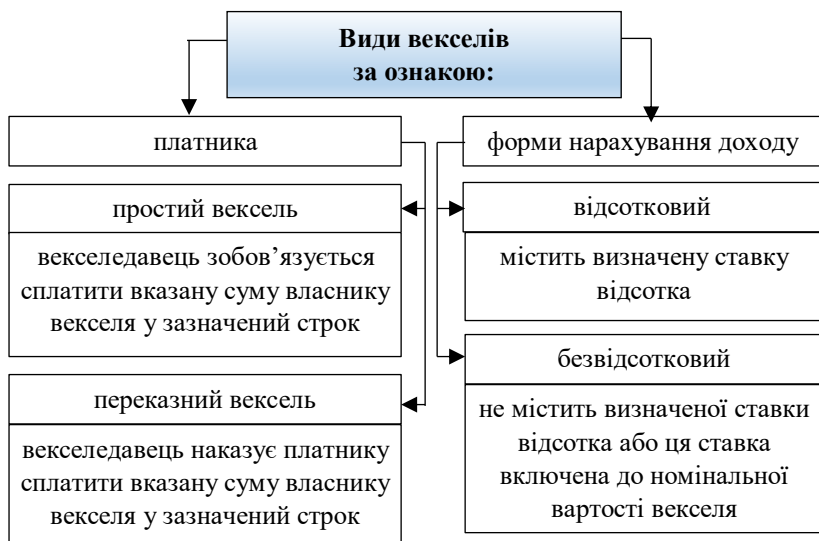 Види векселів
за ознакою:
платника
простий вексель
векселедавець зобов’язується
сплатити вказану суму власнику
векселя у зазначений строк
переказний вексель
векселедавець наказує платнику
сплатити вказану суму власнику
векселя у зазначений строк
форми нарахування доходу
відсотковий
містить визначену ставку
відсотка
безвідсотковий
не містить визначеної ставки
відсотка або ця ставка
включена до номінальної
вартості векселя